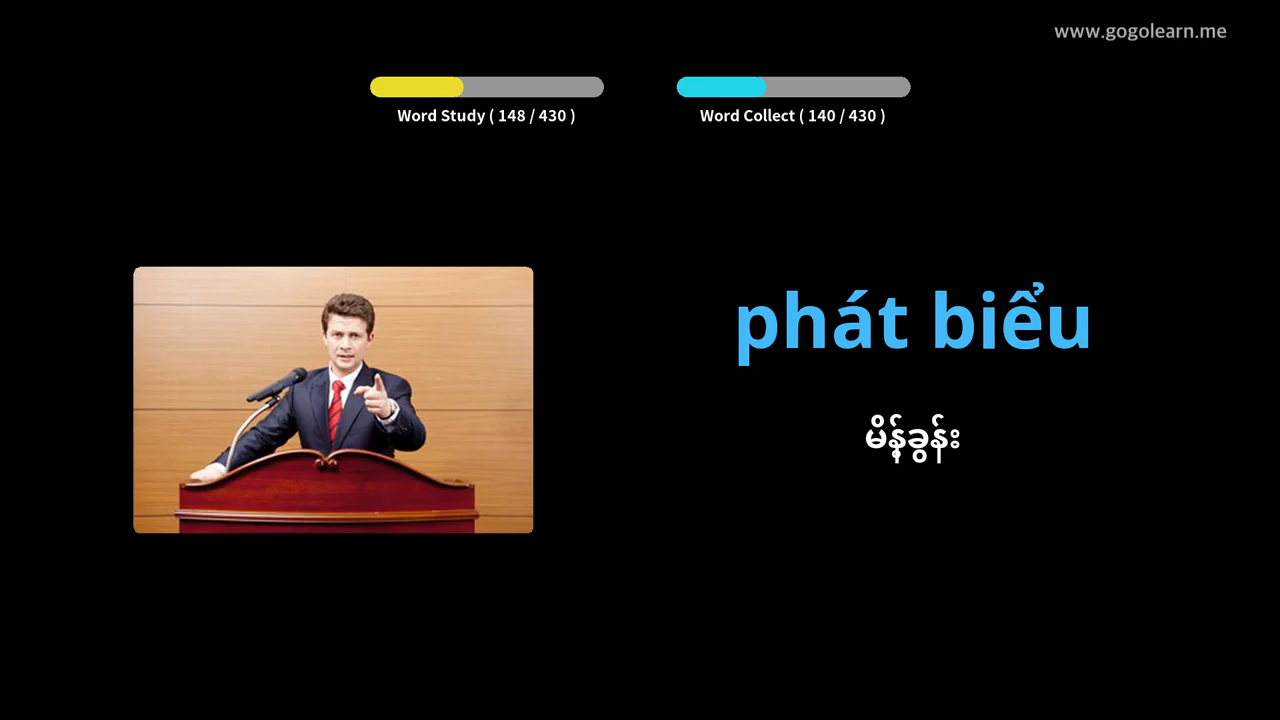 www.gogolearn.me
Word Study ( 148 / 430 )
Word Collect ( 140 / 430 )
phát biểu
မိန့်ခွန်း